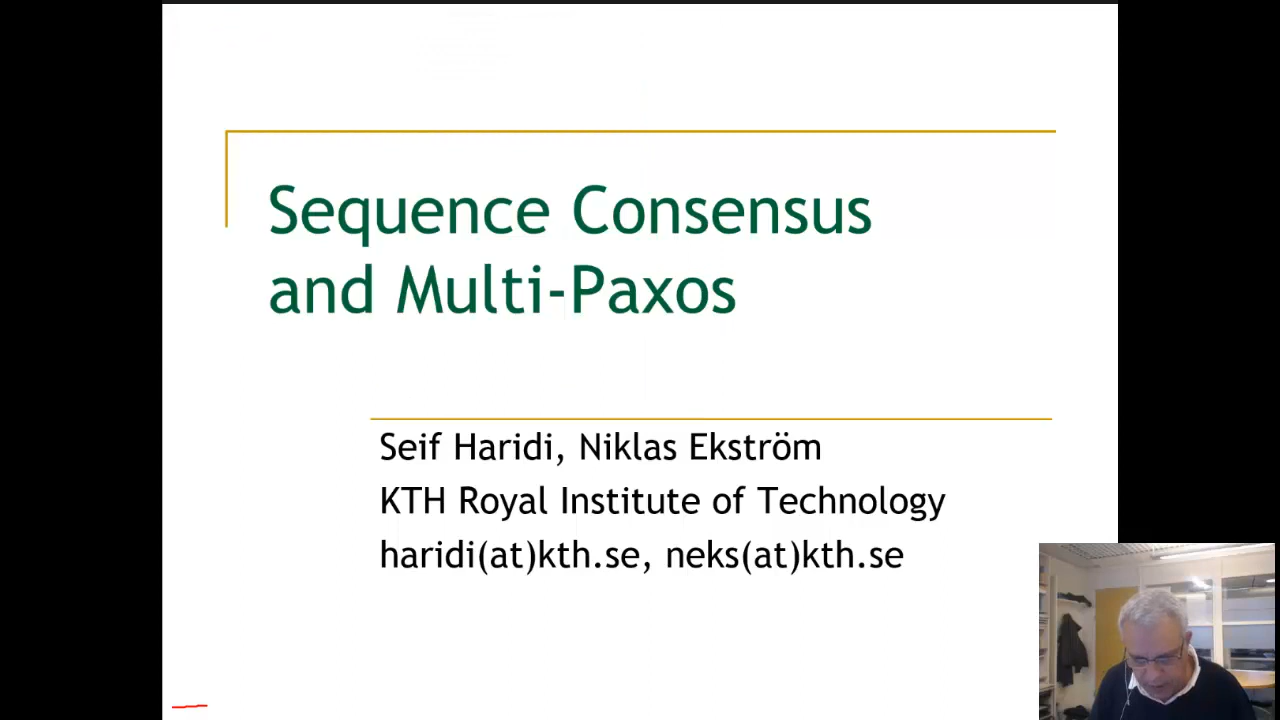 Sequence Consensus
and Multi-Paxos
Seif Haridi, Niklas Ekström
KTH Royal Institute of Technology
haridi(at)kth.se, neks(at)kth.se